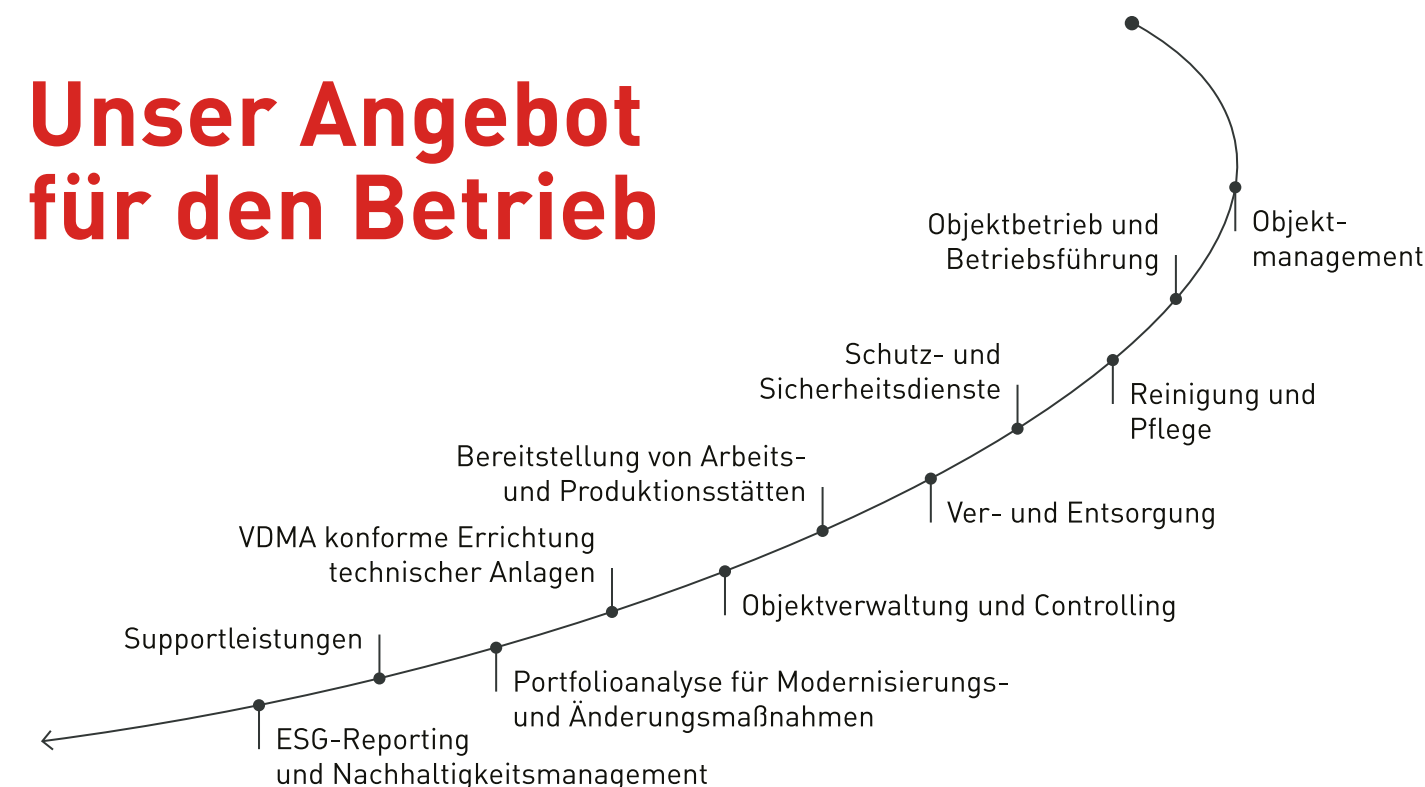 Unser Angebot
für den Betrieb
Objekt-
management
Objektbetrieb und
Betriebsführung
Reinigung und
Pflege
Schutz- und
Sicherheitsdienste
Ver- und Entsorgung
Bereitstellung von Arbeits-
und Produktionsstätten
Objektverwaltung und Controlling
VDMA konforme Errichtung
technischer Anlagen
Portfolioanalyse für Modernisierungs-
und Änderungsmaßnahmen
Supportleistungen
ESG-Reporting
und Nachhaltigkeitsmanagement